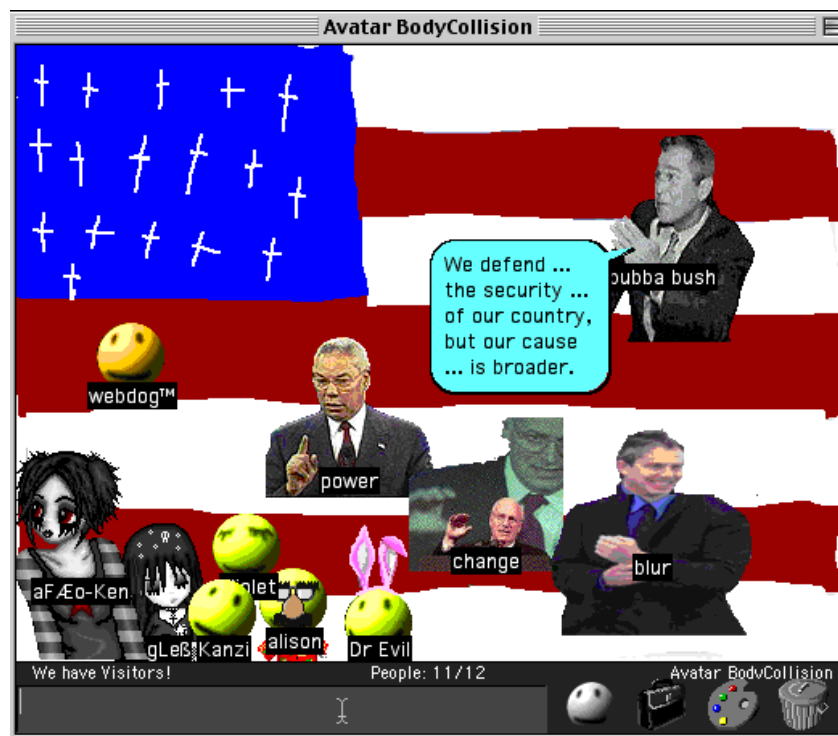 Avatar BodyCollision
We defend ...
the security ...
of our country,
but our cause
... is broader.
bubba bush
webdog™
power
change
blur
aFÆo-Ken
olet
gLeß
Kanzi
alison
Dr Evil
We have Visitors!
People: 11/12
Avatar BodyCollision